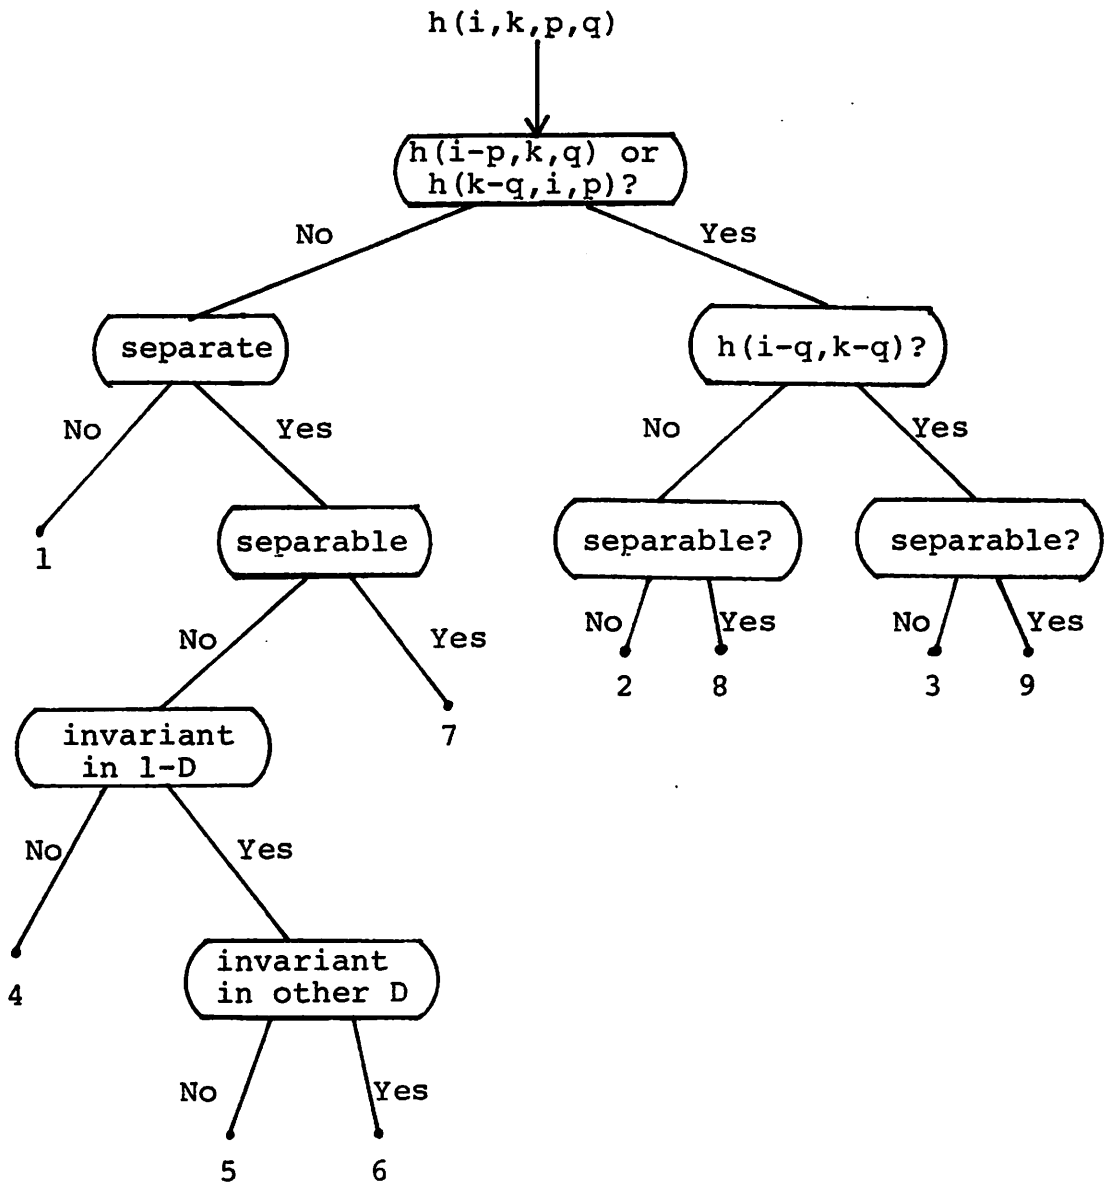 h(i,k,p,q)
h(i-p,k,q) or
h(k-q,i,p)?
No
Yes
separate
h(i-q,k-q)?
No
Yes
No
Yes
1
separable
separable?
separable?
No
Yes
No
Yes
No
Yes
2
8
3
9
7
invariant
in 1-D
No
Yes
4
invariant
in other D
No
Yes
5
6